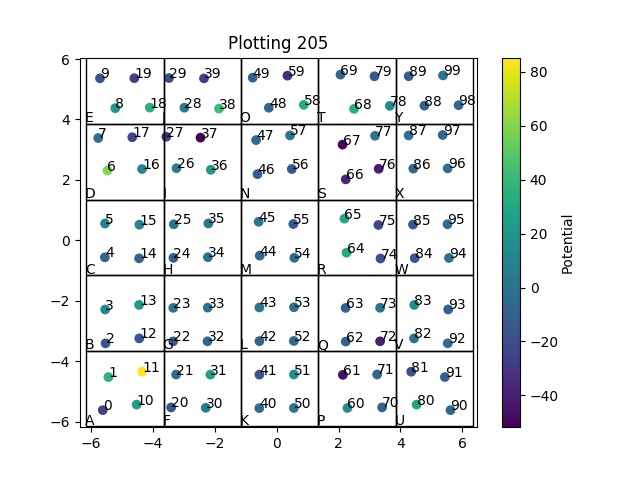 Plotting 205
6
9 19 29 39 49 59 69 79 89 99
8 18 28 38 48 58 68 78 88 98
E J O T Y
4
7 17 27 37 47 57 67 77 87 97
6 16 26 36 46 56 66 76 86 96
2
D I N S X
5 15 25 35 45 55 65 75 85 95
0
4 14 24 34 44 54 64 74 84 94
C H M R W
3 13 23 33 43 53 63 73 83 93
−2
2 12 22 32 42 52 62 72 82 92
B G L Q V
−4
1 11 21 31 41 51 61 71 81 91
0 10 20 30 40 50 60 70 80 90
A F K P U
−6
−6 −4 −2 0 2 4 6
80
60
40
20
0
−20
−40
Potential